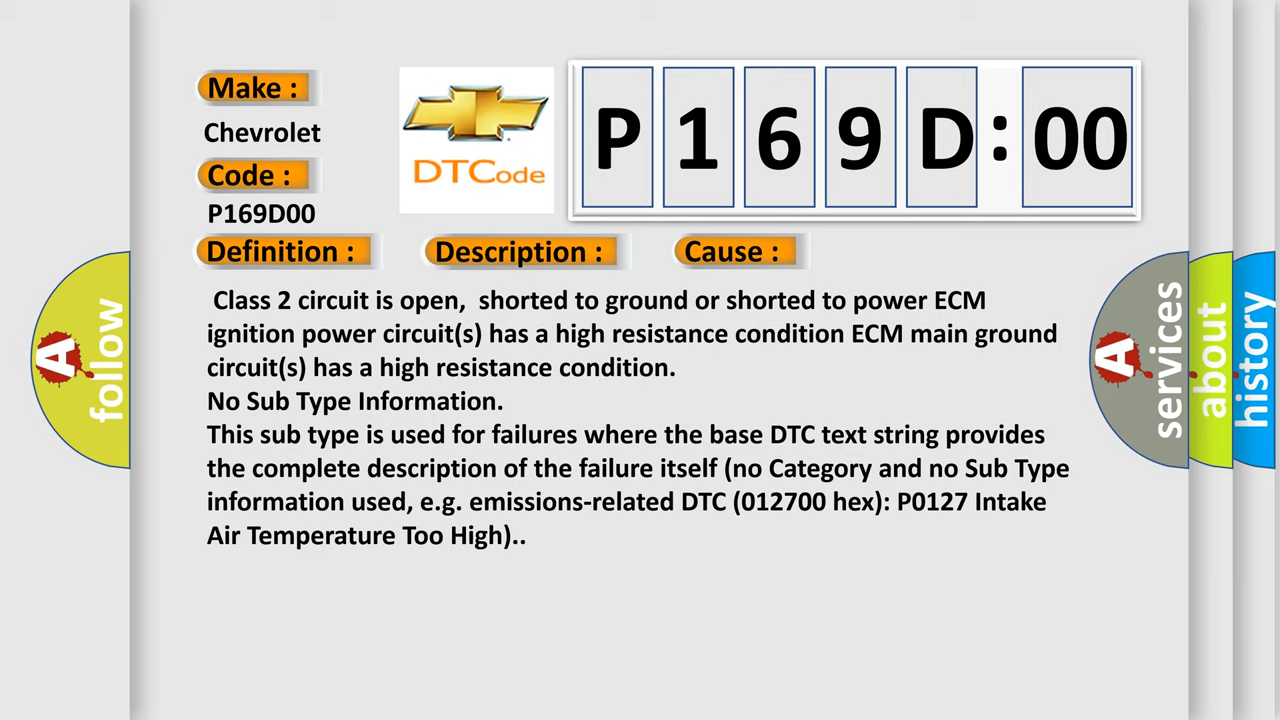 Make :
Chevrolet
Code :
P169D00
DTCode
P169D:00
Definition :
Description :
Cause :
Class 2 circuit is open,  shorted to ground or shorted to power ECM
ignition power circuit(s) has a high resistance condition ECM main ground
circuit(s) has a high resistance condition.
No Sub Type Information.
This sub type is used for failures where the base DTC text string provides
the complete description of the failure itself (no Category and no Sub Type
information used, e.g. emissions-related DTC (012700 hex): P0127 Intake
Air Temperature Too High)..
A follow
A services
about
history